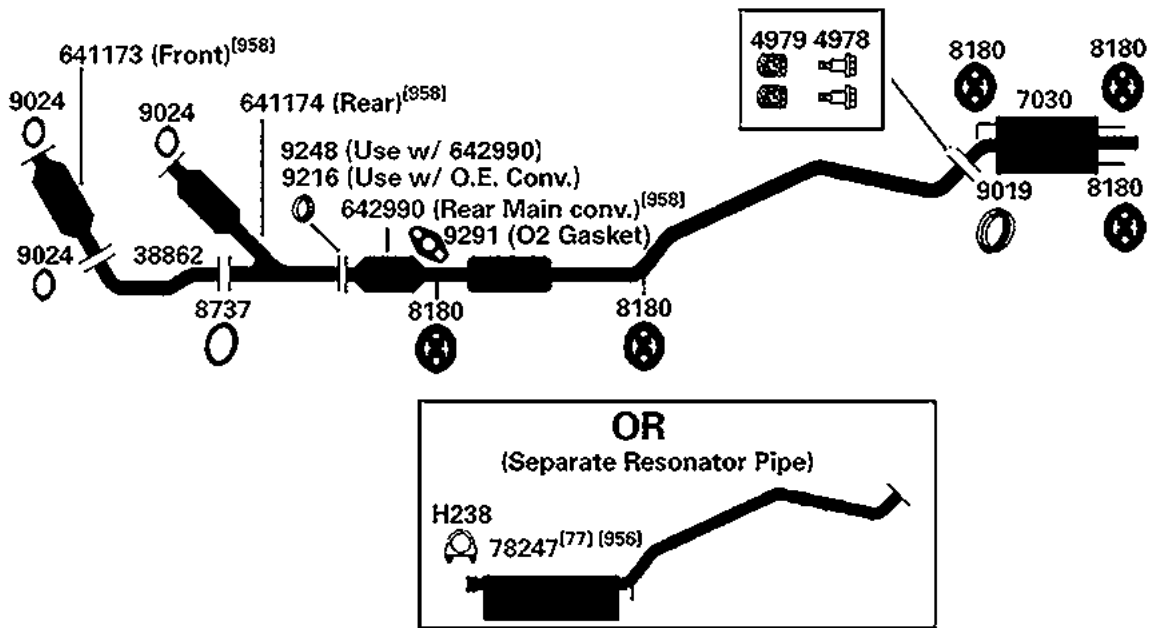 641173 (Front)[958]
9024
9024
641174 (Rear)[958]
9248 (Use w/ 642990)
9216 (Use w/ O.E. Conv.)
642990 (Rear Main conv.)[958]
9291 (O2 Gasket)
9024
38862
8737
8180
8180
4979 4978
8180
8180
7030
9019
8180
OR
(Separate Resonator Pipe)
H238
78247[77] [956]